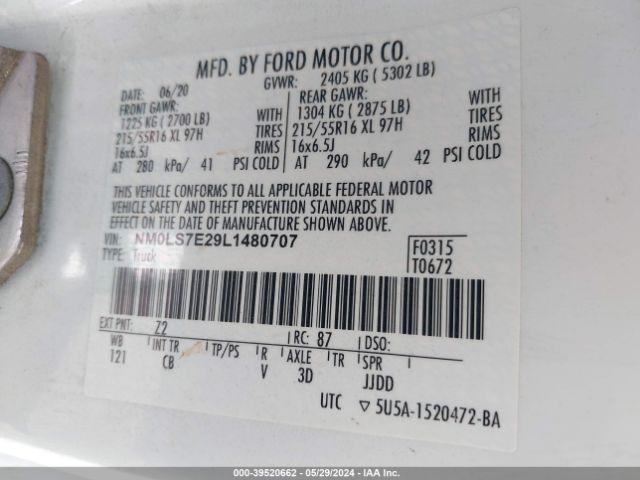 MFD. BY FORD MOTOR CO.
DATE: 06/20 GVWR: 2405 KG ( 5302 LB)
FRONT GAWR: REAR GAWR:
1225 KG ( 2700 LB) WITH 1304 KG ( 2875 LB) WITH
215/55R16 XL 97H TIRES 215/55R16 XL 97H TIRES
16x6.5J RIMS 16x6.5J RIMS
AT 280 kPa/ 41 PSI COLD AT 290 kPa/ 42 PSI COLD
THIS VEHICLE CONFORMS TO ALL APPLICABLE FEDERAL MOTOR
VEHICLE SAFETY AND THEFT PREVENTION STANDARDS IN
EFFECT ON THE DATE OF MANUFACTURE SHOWN ABOVE.
VIN: NM0LS7E29L1480707 F0315
TYPE: Truck T0672
EXT PNT: Z2 RC: 87 DSO:
WB INT TR TP/PS R AXLE TR SPR
121 CB V 3D JJDD
UTC ▽ 5U5A-1520472-BA
000-39520662 - 05/29/2024 - IAA Inc.